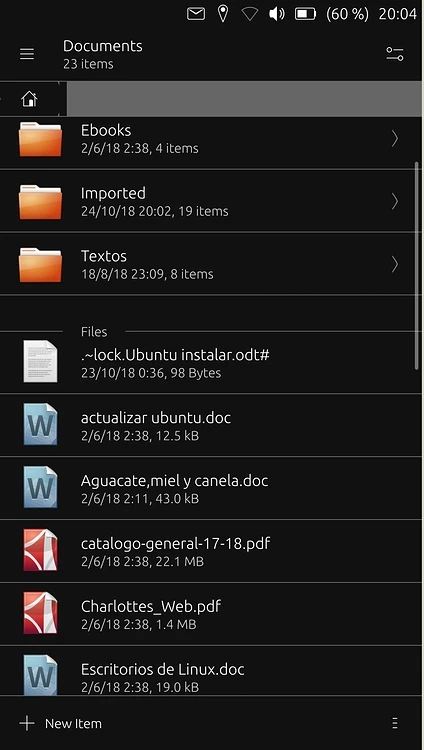 (60 %) 20:04
Documents
23 items
Ebooks
2/6/18 2:38, 4 items
Imported
24/10/18 20:02, 19 items
Textos
18/8/18 23:09, 8 items
Files
.~lock.Ubuntu instalar.odt#
23/10/18 0:36, 98 Bytes
actualizar ubuntu.doc
2/6/18 2:38, 12.5 kB
Aguacate,miel y canela.doc
2/6/18 2:11, 43.0 kB
catalogo-general-17-18.pdf
2/6/18 2:38, 22.1 MB
Charlottes_Web.pdf
2/6/18 2:38, 1.4 MB
Escritorios de Linux.doc
2/6/18 2:38, 19.0 kB
New Item